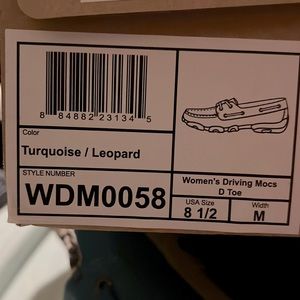 8 84882 23134 5
Color
Turquoise / Leopard
STYLE NUMBER
WDM0058
Women's Driving Mocs
D Toe
USA Size
8 1/2
Width
M